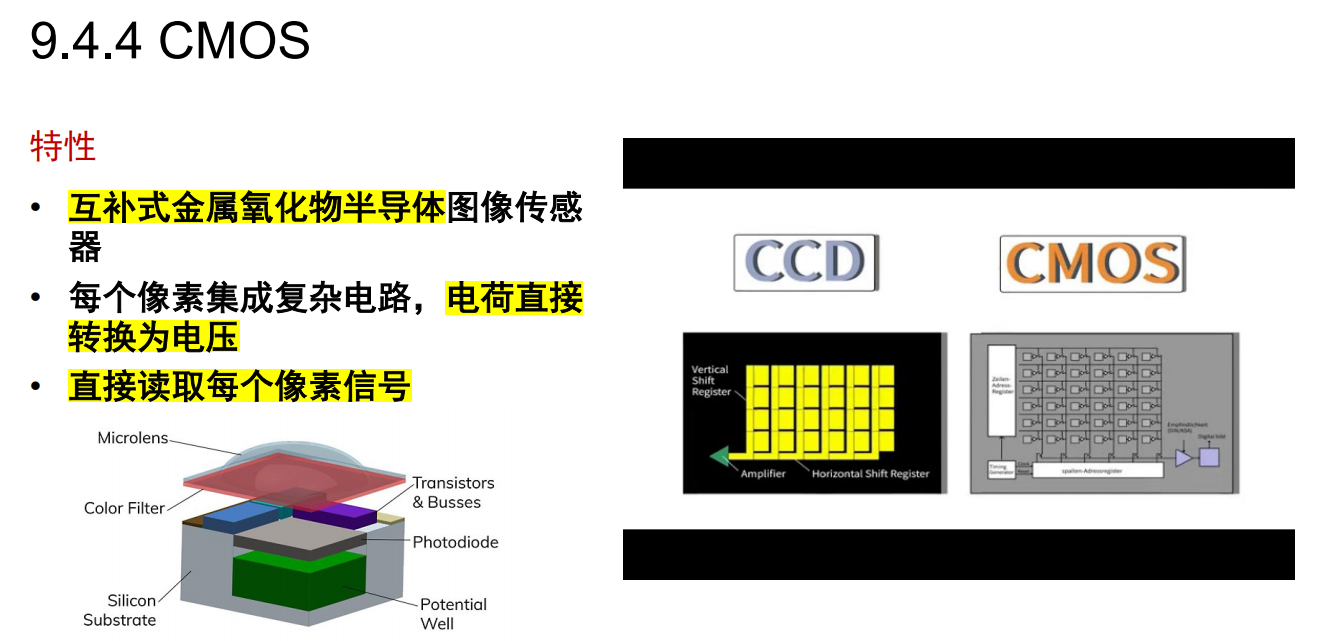 9.4.4 CMOS
特性
• 互补式金属氧化物半导体图像传感
器
• 每个像素集成复杂电路，电荷直接
转换为电压
• 直接读取每个像素信号
Microlens
Color Filter
Transistors
& Busses
Photodiode
Silicon
Substrate
Potential
Well
CCD
CMOS
Vertical
Shift
Register
Amplifier
Horizontal Shift Register
Zeilen-
Adress-
Register
Timing
Generator
spalten-Adressregister
Empfindlichkeit
(DIN/ASA)
Digital bild